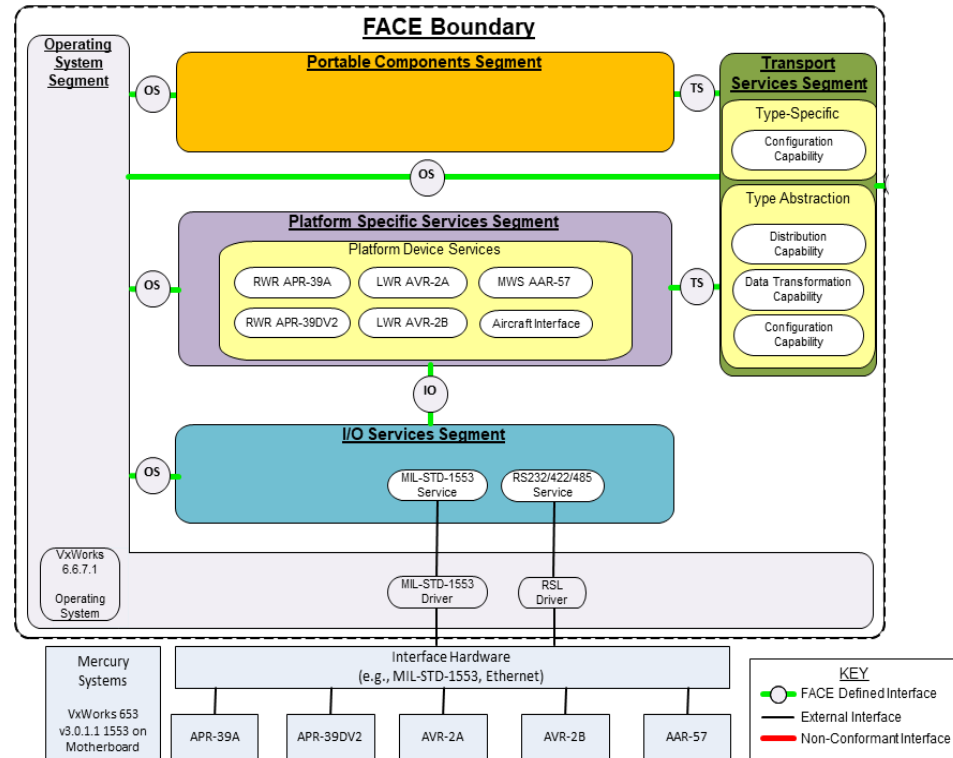 FACE Boundary
Operating
System
Segment
Portable Components Segment
Transport
Services Segment
OS
TS
Type-Specific
Configuration
Capability
OS
Type Abstraction
Distribution
Capability
Data Transformation
Capability
Configuration
Capability
Platform Specific Services Segment
Platform Device Services
RWR APR-39A
LWR AVR-2A
MWS AAR-57
RWR APR-39DV2
LWR AVR-2B
Aircraft Interface
OS
TS
IO
I/O Services Segment
OS
MIL-STD-1553
Service
RS232/422/485
Service
VxWorks
6.6.7.1
Operating
System
MIL-STD-1553
Driver
RSL
Driver
Mercury
Systems
VxWorks 653
v3.0.1.1 1553 on
Motherboard
Interface Hardware
(e.g., MIL-STD-1553, Ethernet)
APR-39A
APR-39DV2
AVR-2A
AVR-2B
AAR-57
KEY
FACE Defined Interface
External Interface
Non-Conformant Interface